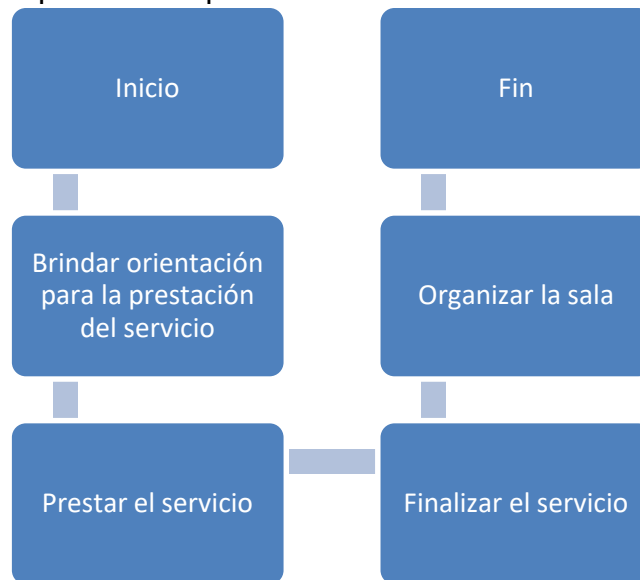 Inicio
Brindar orientación
para la prestación
del servicio
Prestar el servicio
Finalizar el servicio
Organizar la sala
Fin